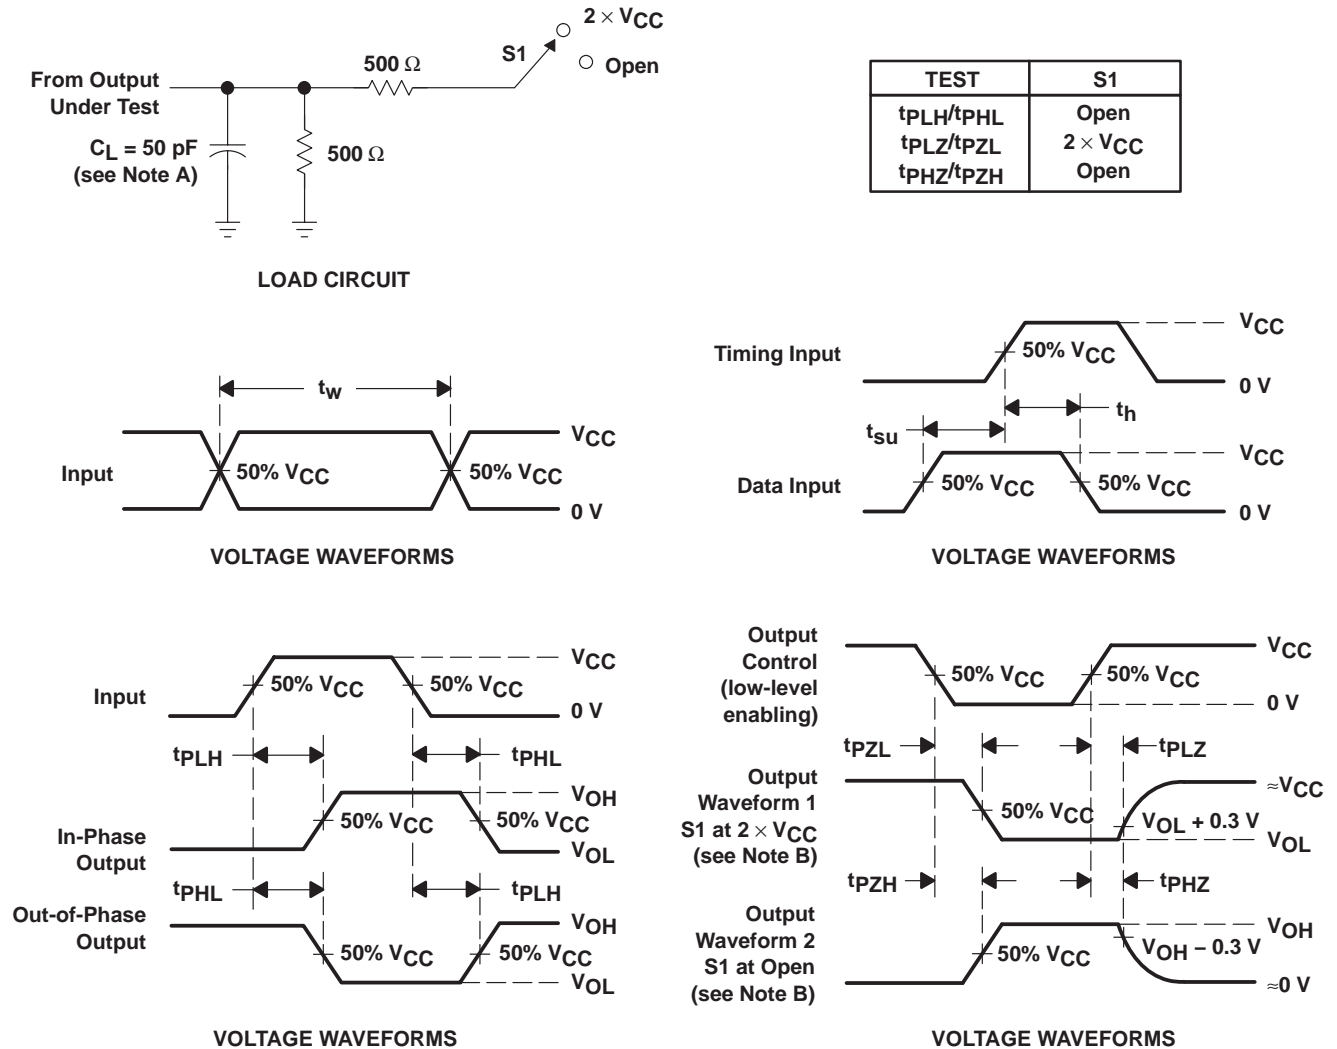 2 × VCC
S1
Open
500 Ω
From Output
Under Test
CL = 50 pF
(see Note A)
500 Ω
LOAD CIRCUIT
TEST S1
tPLH/tPHL Open
tPLZ/tPZL 2 × VCC
tPHZ/tPZH Open
tw
Input
50% VCC
50% VCC
VCC
0 V
VOLTAGE WAVEFORMS
Timing Input
50% VCC
VCC
0 V
th
tsu
Data Input
50% VCC
50% VCC
VCC
0 V
VOLTAGE WAVEFORMS
Input
50% VCC
50% VCC
VCC
0 V
tPLH
tPHL
In-Phase
Output
50% VCC
50% VCC
VOH
VOL
tPHL
tPLH
Out-of-Phase
Output
50% VCC
50% VCC
VOH
VOL
VOLTAGE WAVEFORMS
Output
Control
(low-level
enabling)
50% VCC
50% VCC
VCC
0 V
tPZL
tPLZ
Output
Waveform 1
S1 at 2 × VCC
(see Note B)
50% VCC
VOL + 0.3 V
≈VCC
VOL
tPZH
tPHZ
Output
Waveform 2
S1 at Open
(see Note B)
50% VCC
VOH − 0.3 V
VOH
≈0 V
VOLTAGE WAVEFORMS